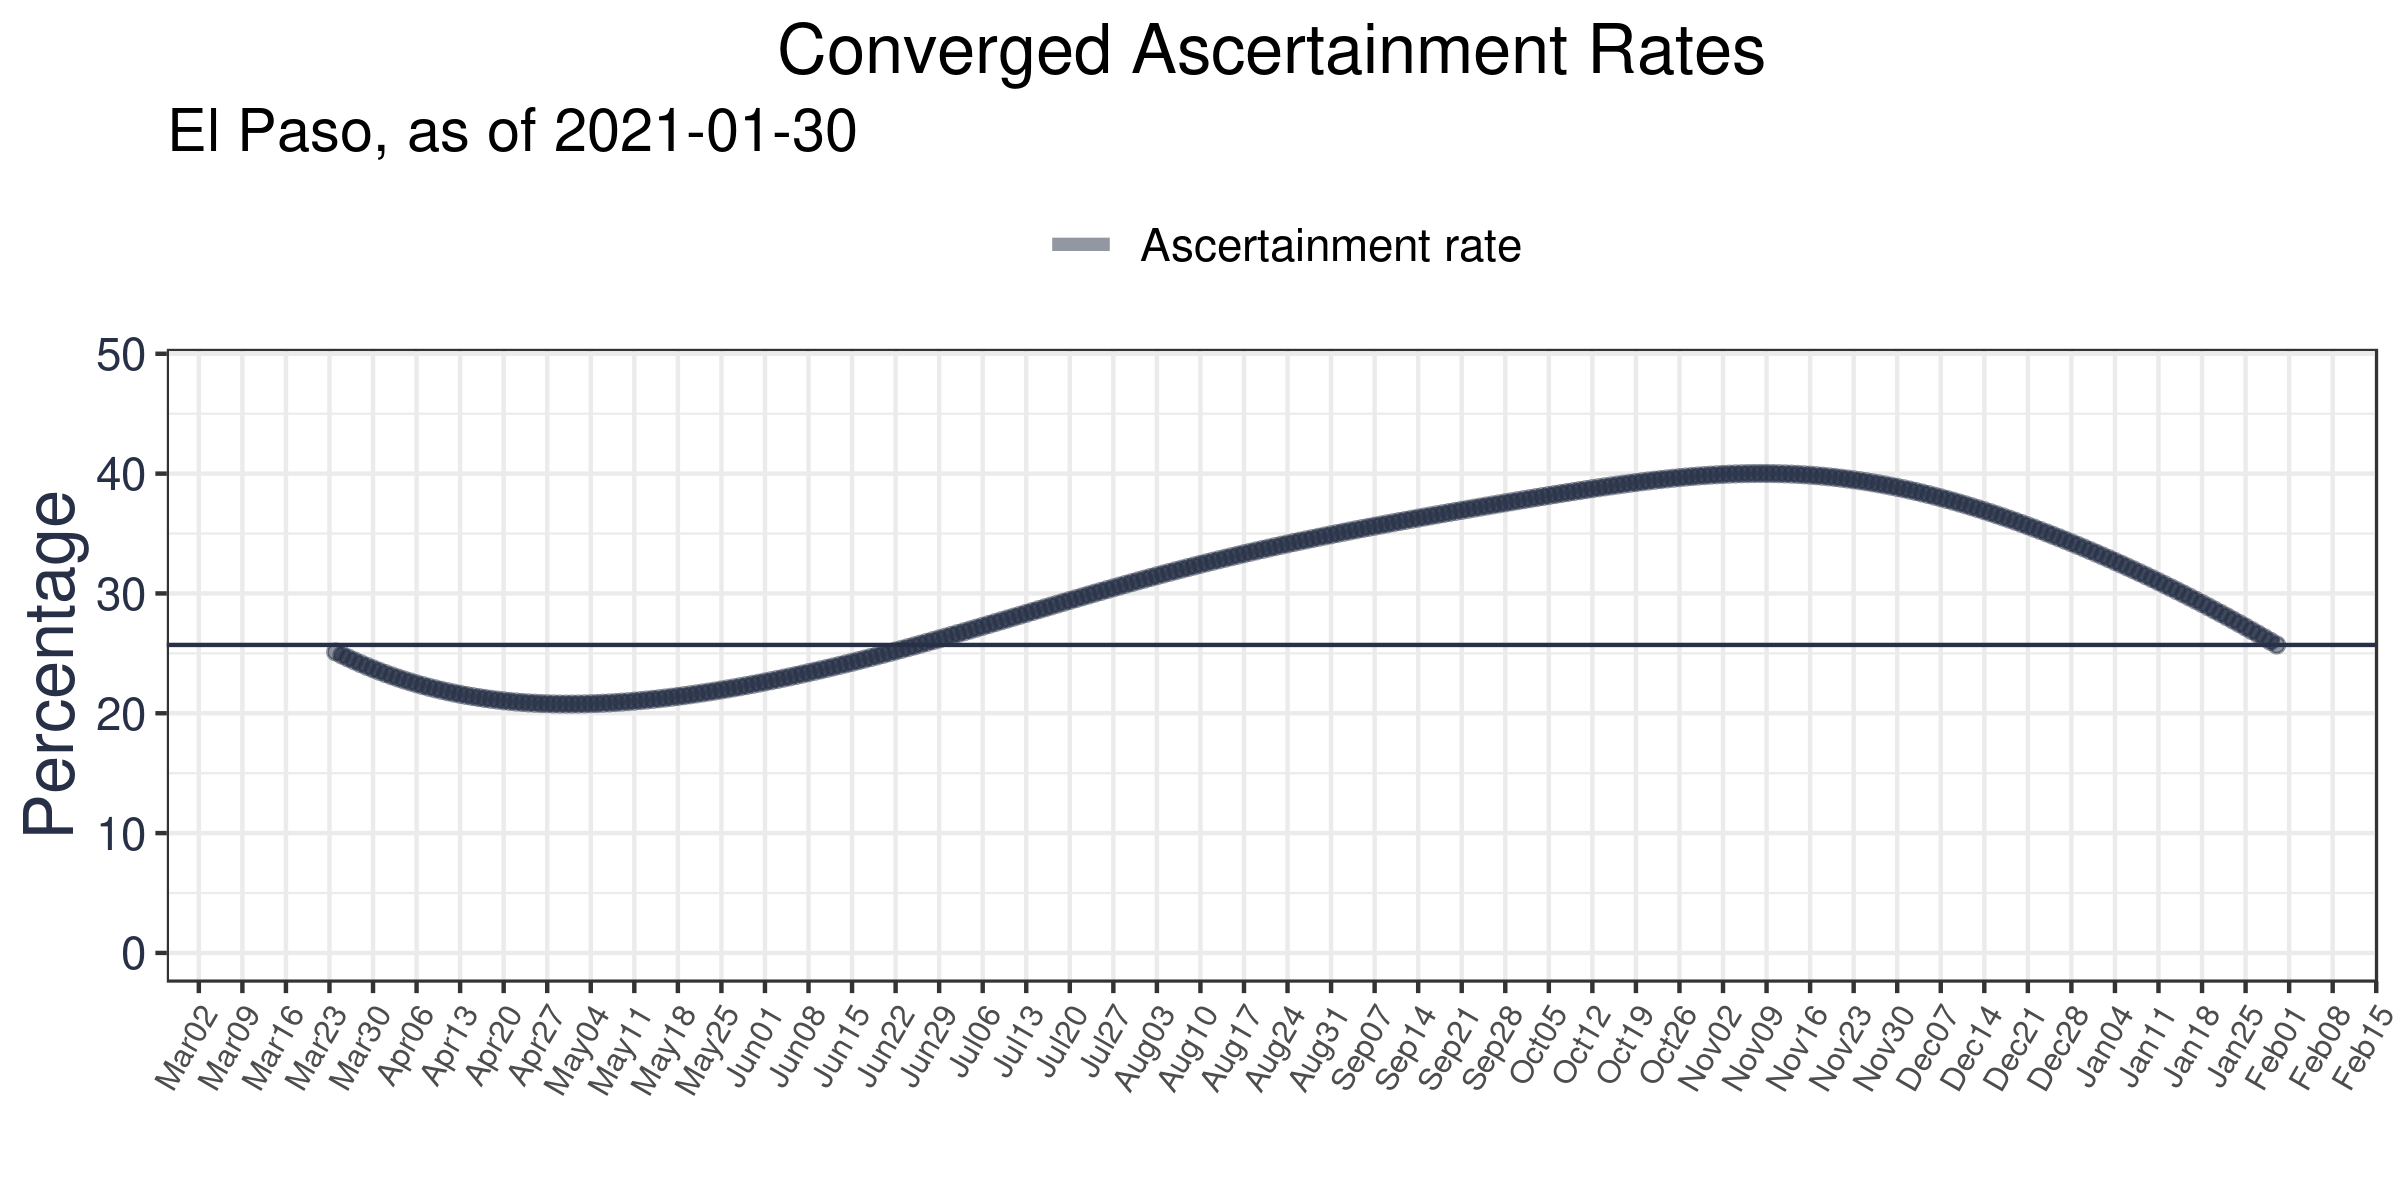 Converged Ascertainment Rates
El Paso, as of 2021-01-30
Ascertainment rate
Percentage
50
40
30
20
10
0
Mar02 Mar09 Mar16 Mar23 Mar30 Apr06 Apr13 Apr20 Apr27 May04 May11 May18 May25 Jun01 Jun08 Jun15 Jun22 Jun29 Jul06 Jul13 Jul20 Jul27 Aug03 Aug10 Aug17 Aug24 Aug31 Sep07 Sep14 Sep21 Sep28 Oct05 Oct12 Oct19 Oct26 Nov02 Nov09 Nov16 Nov23 Nov30 Dec07 Dec14 Dec21 Dec28 Jan04 Jan11 Jan18 Jan25 Feb01 Feb08 Feb15